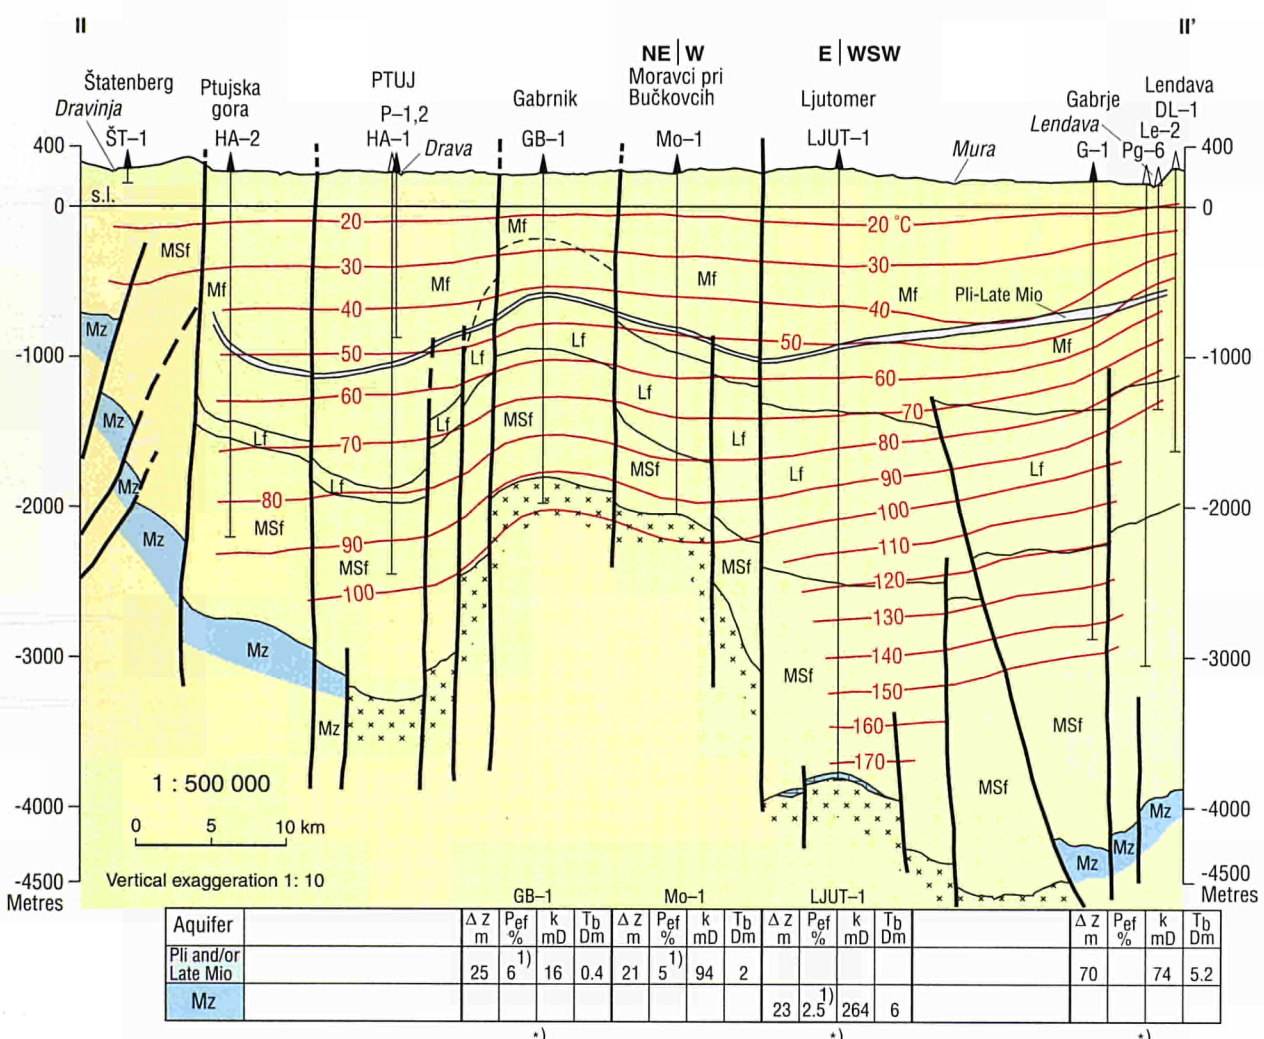 II
II'
NE | W
E | WSW
Štatenberg
Dravinja
ŠT–1
Ptujska
gora
HA–2
PTUJ
P–1,2
HA–1
Drava
Gabrnik
GB–1
Moravci pri
Bučkovcih
Mo–1
Ljutomer
LJUT–1
Mura
Gabrje
Lendava
G–1
Lendava
DL–1
Le–2
Pg–6
400
s.l.
0
-1000
-2000
-3000
-4000
-4500
Metres
400
0
-1000
-2000
-3000
-4000
-4500
Metres
20
20 °C
30
30
40
40
50
50
60
60
70
70
80
80
90
90
100
100
110
120
130
140
150
160
170
MSf
Mf
Mf
Mf
Mf
Mf
Mf
Pli-Late Mio
Mz
Mz
Mz
Mz
Mz
Mz
Lf
Lf
Lf
Lf
Lf
Lf
Lf
Lf
Lf
MSf
MSf
MSf
MSf
MSf
MSf
MSf
MSf
Mz
Mz
Mz
1 : 500 000
0 5 10 km
Vertical exaggeration 1: 10
GB–1 Mo–1 LJUT–1
Aquifer Δ z m Pef % k mD Tb Dm Δ z m Pef % k mD Tb Dm Δ z m Pef % k mD Tb Dm Δ z m Pef % k mD Tb Dm
Pli and/or
Late Mio 25 6 1) 16 0.4 21 5 1) 94 2 70 74 5.2
Mz 23 2.5 1) 264 6
*) *) *)